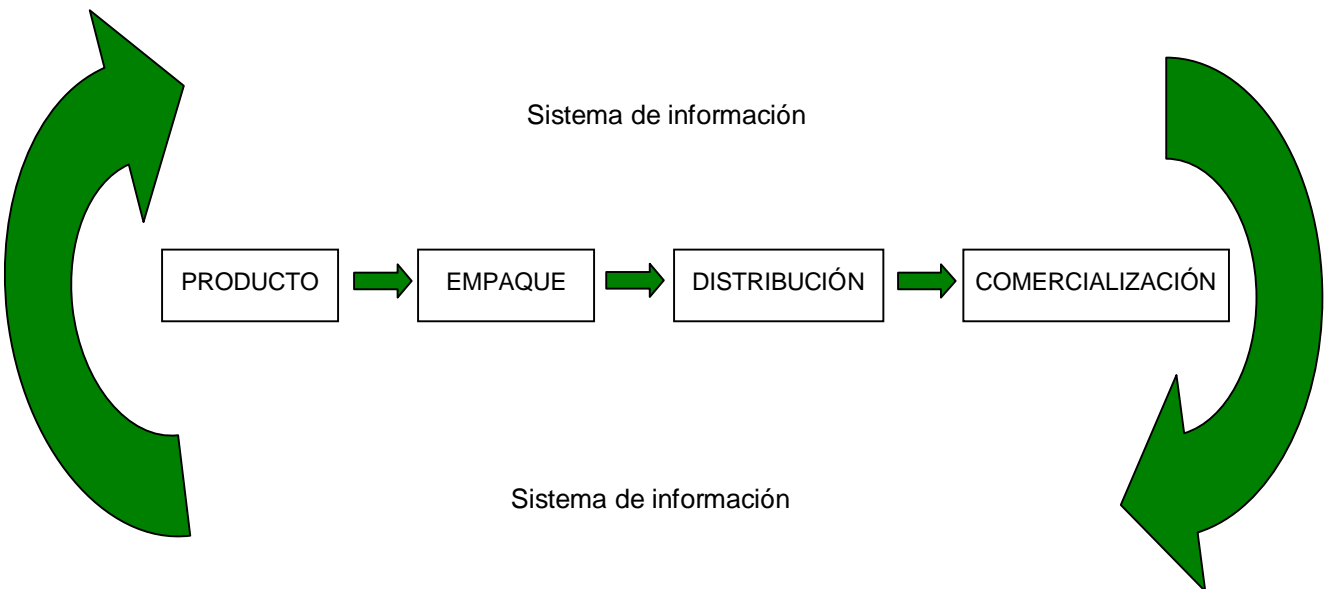 Sistema de información
PRODUCTO
EMPAQUE
DISTRIBUCIÓN
COMERCIALIZACIÓN
Sistema de información